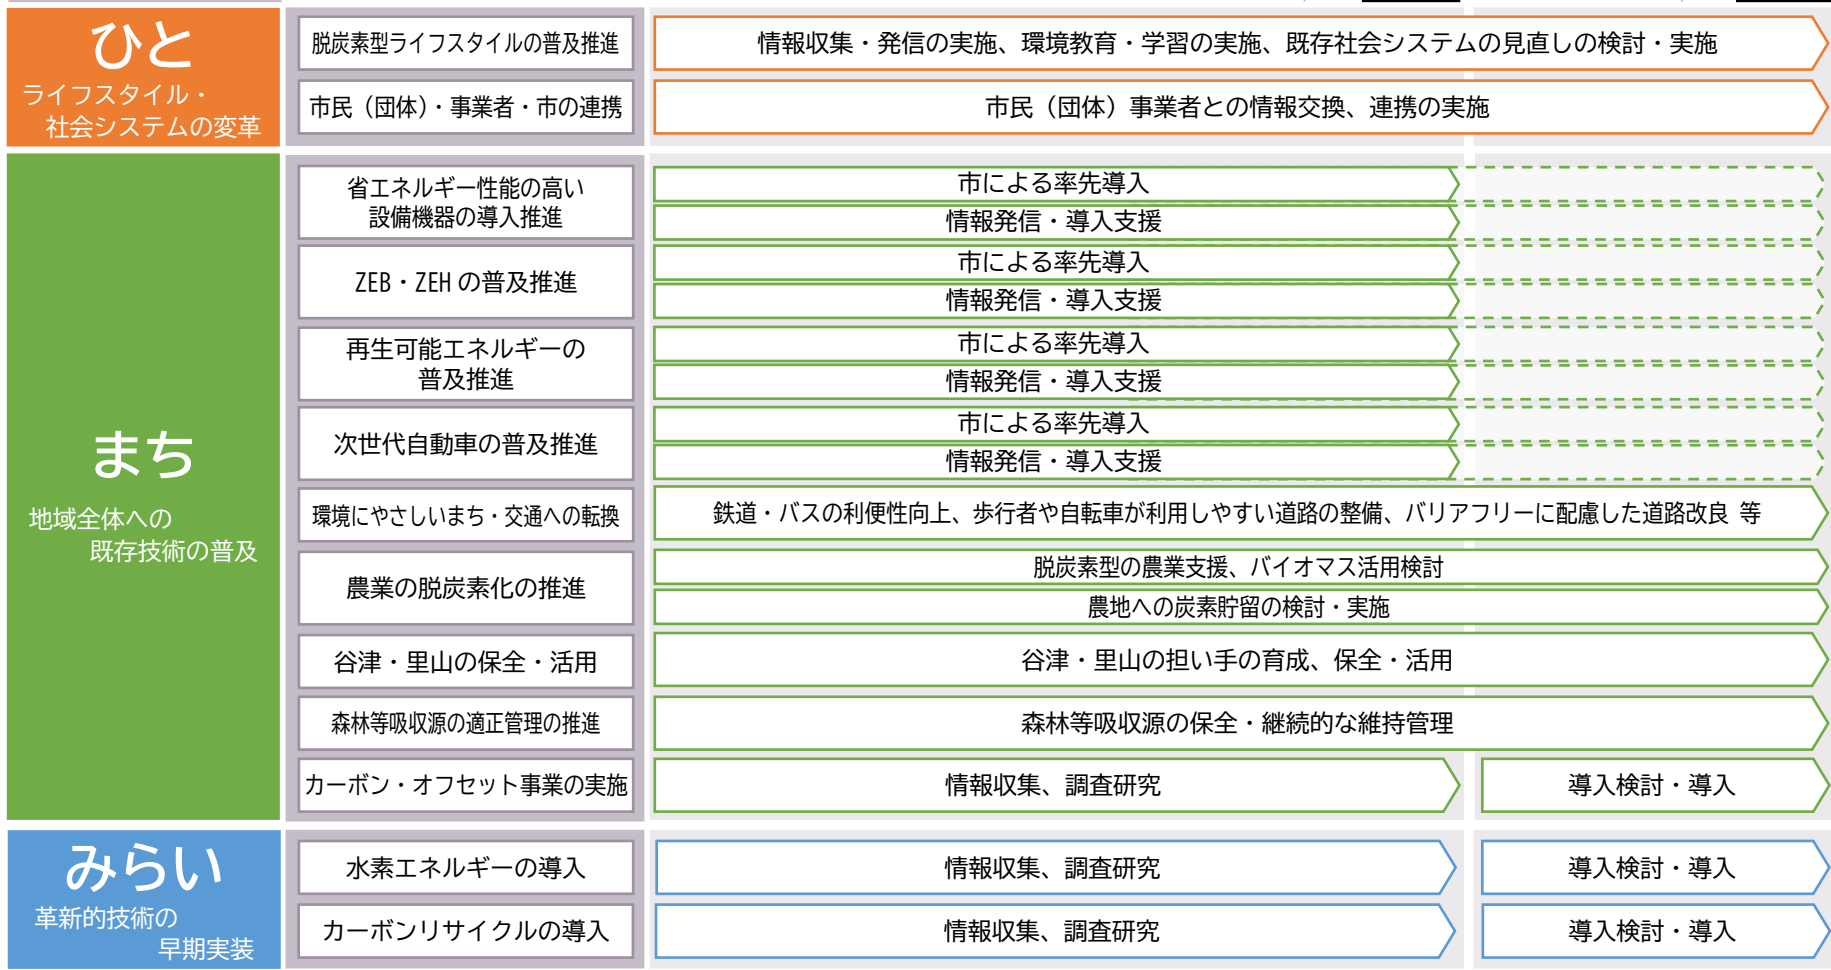 ひと
ライフスタイル・
社会システムの変革
脱炭素型ライフスタイルの普及推進
情報収集・発信の実施、環境教育・学習の実施、既存社会システムの見直しの検討・実施
市民（団体）・事業者・市の連携
市民（団体）事業者との情報交換、連携の実施
まち
地域全体への
既存技術の普及
省エネルギー性能の高い
設備機器の導入推進
市による率先導入
情報発信・導入支援
ZEB・ZEHの普及推進
市による率先導入
情報発信・導入支援
再生可能エネルギーの
普及推進
市による率先導入
情報発信・導入支援
次世代自動車の普及推進
市による率先導入
情報発信・導入支援
環境にやさしいまち・交通への転換
鉄道・バスの利便性向上、歩行者や自転車が利用しやすい道路の整備、バリアフリーに配慮した道路改良 等
農業の脱炭素化の推進
脱炭素型の農業支援、バイオマス活用検討
農地への炭素貯留の検討・実施
谷津・里山の保全・活用
谷津・里山の担い手の育成、保全・活用
森林等吸収源の適正管理の推進
森林等吸収源の保全・継続的な維持管理
カーボン・オフセット事業の実施
情報収集、調査研究
導入検討・導入
みらい
革新的技術の
早期実装
水素エネルギーの導入
情報収集、調査研究
導入検討・導入
カーボンリサイクルの導入
情報収集、調査研究
導入検討・導入